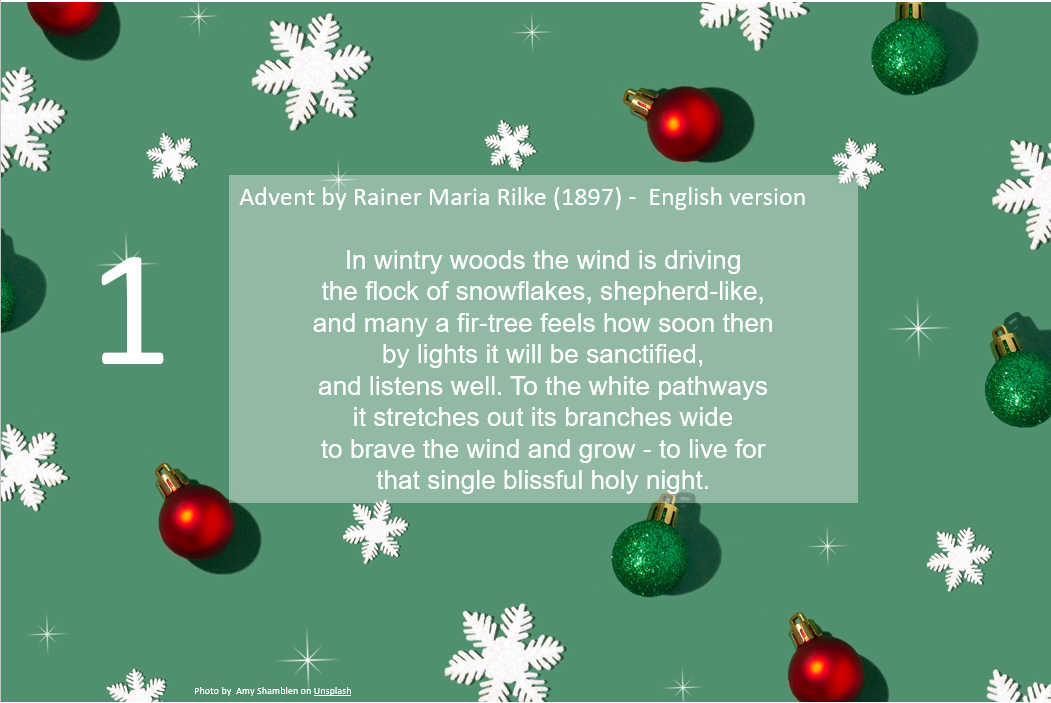 Advent by Rainer Maria Rilke (1897) -  English version
1
In wintry woods the wind is driving
the flock of snowflakes, shepherd-like,
and many a fir-tree feels how soon then
by lights it will be sanctified,
and listens well. To the white pathways
it stretches out its branches wide
to brave the wind and grow - to live for
that single blissful holy night.
Photo by  Amy Shamblen on Unsplash